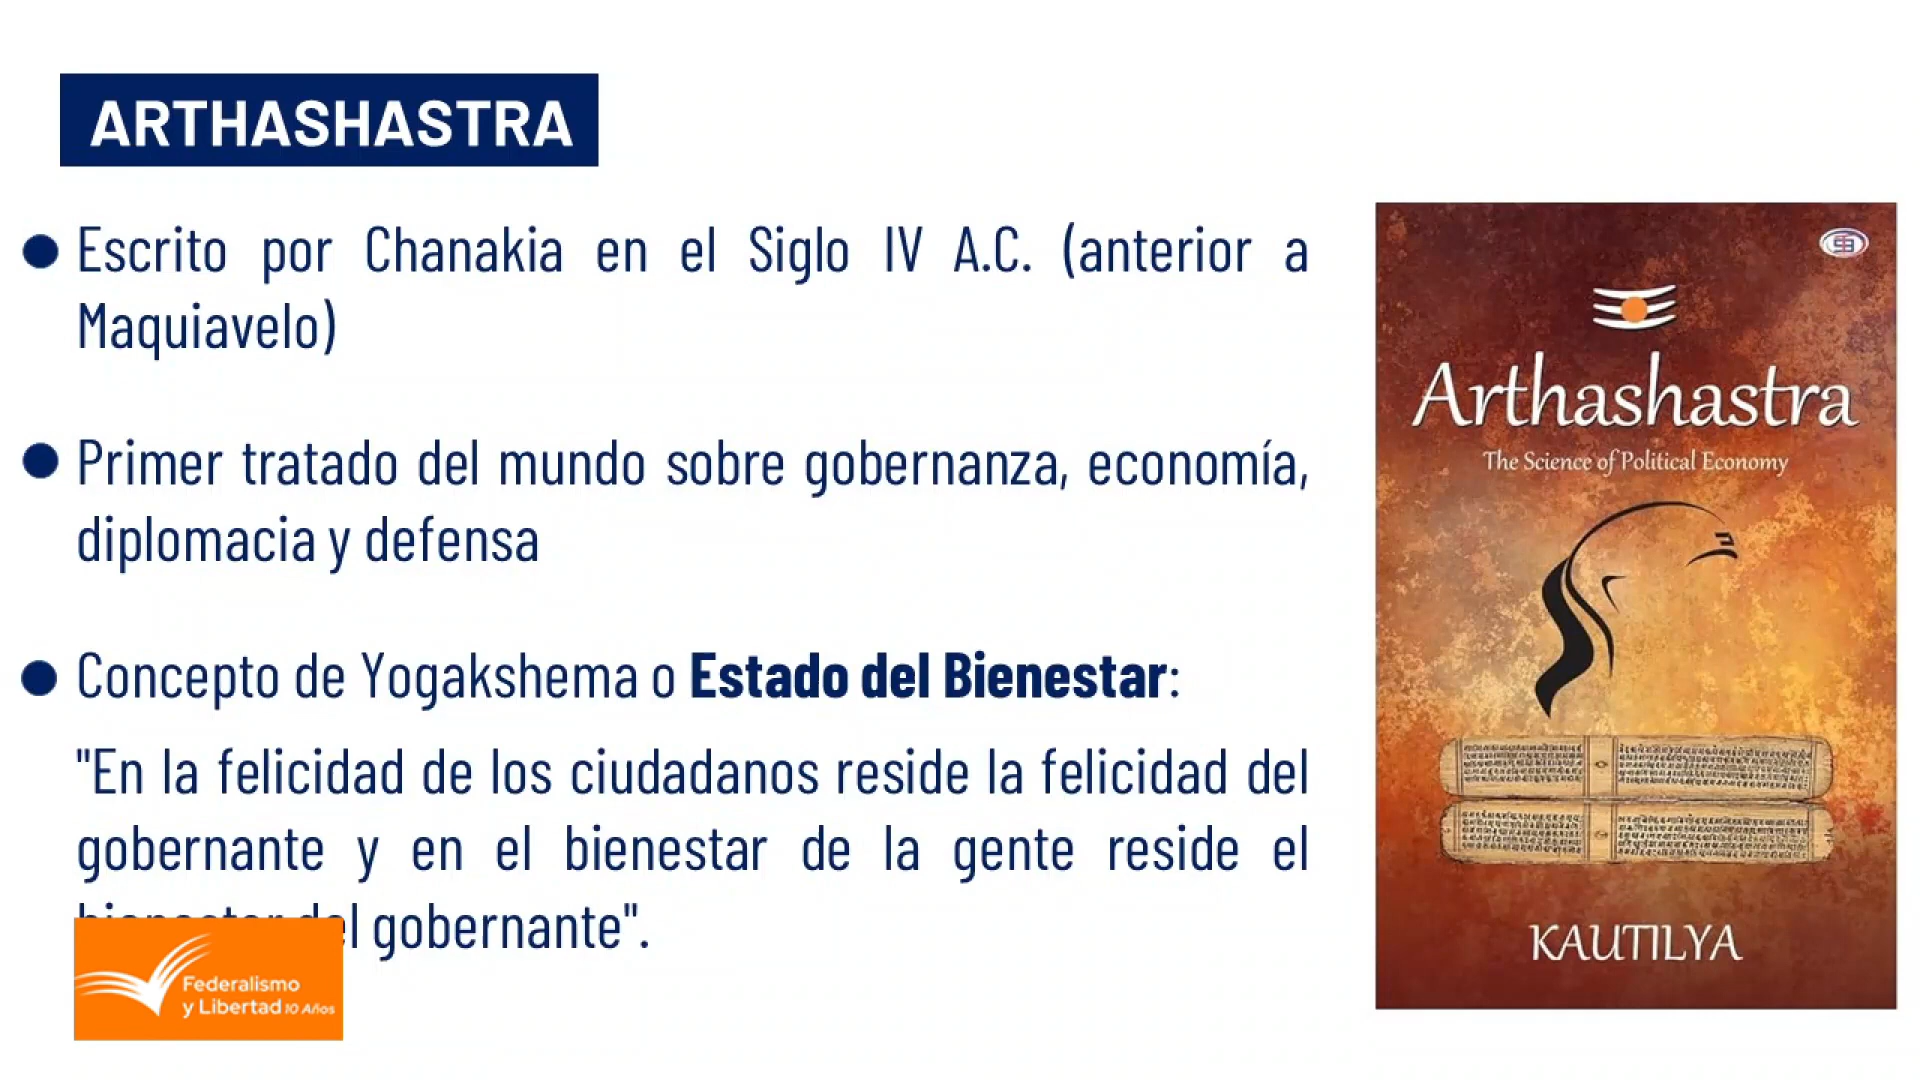 ARTHASHASTRA
Escrito por Chanakia en el Siglo IV A.C. (anterior a
Maquiavelo)
Primer tratado del mundo sobre gobernanza, economía,
diplomacia y defensa
Concepto de Yogakshema o Estado del Bienestar:
"En la felicidad de los ciudadanos reside la felicidad del
gobernante y en el bienestar de la gente reside el
bienestar del gobernante".
Federalismo
y Libertad 10 Años
Arthashastra
The Science of Political Economy
KAUTILYA